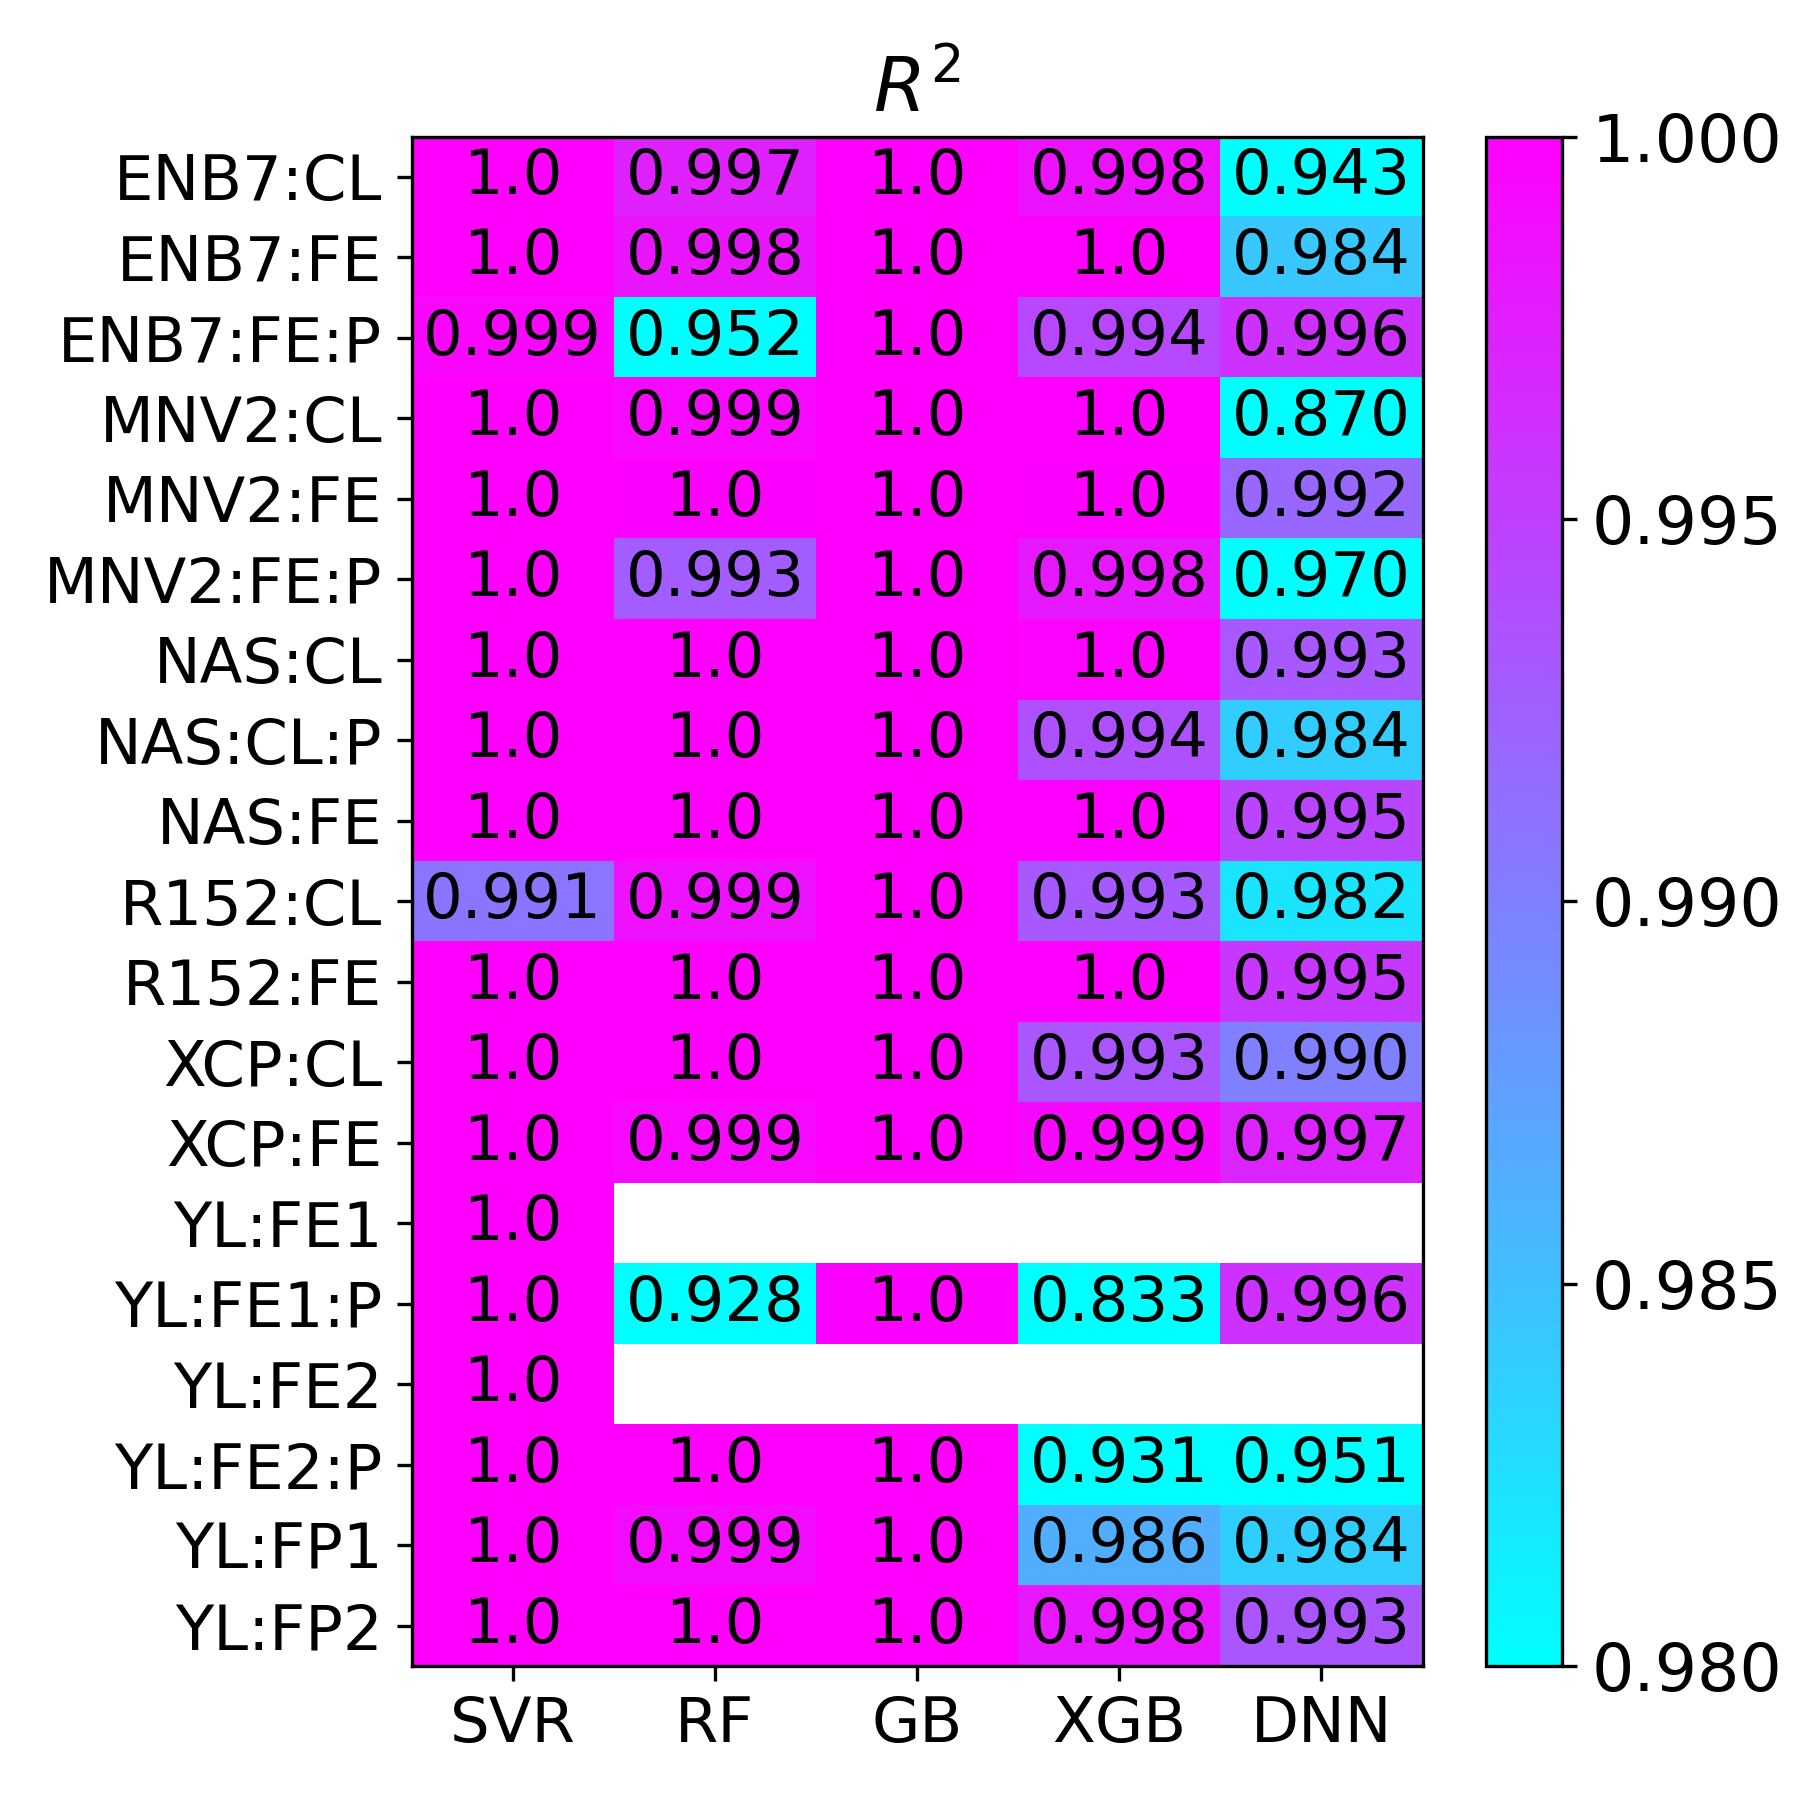 R²
ENB7:CL 1.0 0.997 1.0 0.998 0.943
ENB7:FE 1.0 0.998 1.0 1.0 0.984
ENB7:FE:P 0.999 0.952 1.0 0.994 0.996
MNV2:CL 1.0 0.999 1.0 1.0 0.870
MNV2:FE 1.0 1.0 1.0 1.0 0.992
MNV2:FE:P 1.0 0.993 1.0 0.998 0.970
NAS:CL 1.0 1.0 1.0 1.0 0.993
NAS:CL:P 1.0 1.0 1.0 0.994 0.984
NAS:FE 1.0 1.0 1.0 1.0 0.995
R152:CL 0.991 0.999 1.0 0.993 0.982
R152:FE 1.0 1.0 1.0 1.0 0.995
XCP:CL 1.0 1.0 1.0 0.993 0.990
XCP:FE 1.0 0.999 1.0 0.999 0.997
YL:FE1 1.0
YL:FE1:P 1.0 0.928 1.0 0.833 0.996
YL:FE2 1.0
YL:FE2:P 1.0 1.0 1.0 0.931 0.951
YL:FP1 1.0 0.999 1.0 0.986 0.984
YL:FP2 1.0 1.0 1.0 0.998 0.993
SVR RF GB XGB DNN
1.000
0.995
0.990
0.985
0.980